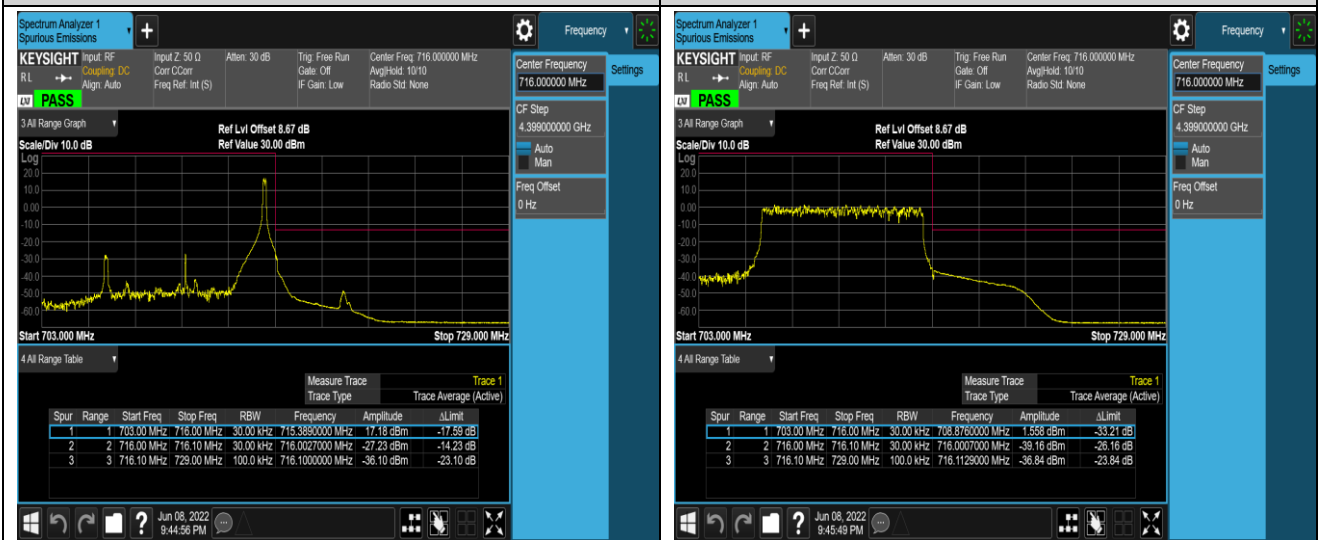 Spectrum Analyzer 1
Spurious Emissions
+
Frequency
KEYSIGHT Input: RF Input Z: 50 Ω Atten: 30 dB Trig: Free Run Center Freq: 716.000000 MHz
Coupling: DC Corr CCorr Gate: Off Avg|Hold: 10/10
R L Align: Auto Freq Ref: Int (S) IF Gain: Low Radio Std: None
LXI PASS
Center Frequency
716.000000 MHz
Settings
CF Step
4.399000000 GHz
Auto
Man
Freq Offset
0 Hz
3 All Range Graph
Ref Lvl Offset 8.67 dB
Scale/Div 10.0 dB Ref Value 30.00 dBm
Log
20.0
10.0
0.00
-10.0
-20.0
-30.0
-40.0
-50.0
-60.0
Start 703.000 MHz Stop 729.000 MHz
4 All Range Table
Measure Trace Trace 1
Trace Type Trace Average (Active)
Spur Range Start Freq Stop Freq RBW Frequency Amplitude ΔLimit
1 1 703.00 MHz 716.00 MHz 30.00 kHz 715.3890000 MHz 17.18 dBm -17.59 dB
2 2 716.00 MHz 716.10 MHz 30.00 kHz 716.0027000 MHz -27.23 dBm -14.23 dB
3 3 716.10 MHz 729.00 MHz 100.0 kHz 716.1000000 MHz -36.10 dBm -23.10 dB
?
Jun 08, 2022
9:44:56 PM
Spectrum Analyzer 1
Spurious Emissions
+
Frequency
KEYSIGHT Input: RF Input Z: 50 Ω Atten: 30 dB Trig: Free Run Center Freq: 716.000000 MHz
Coupling: DC Corr CCorr Gate: Off Avg|Hold: 10/10
R L Align: Auto Freq Ref: Int (S) IF Gain: Low Radio Std: None
LXI PASS
Center Frequency
716.000000 MHz
Settings
CF Step
4.399000000 GHz
Auto
Man
Freq Offset
0 Hz
3 All Range Graph
Ref Lvl Offset 8.67 dB
Scale/Div 10.0 dB Ref Value 30.00 dBm
Log
20.0
10.0
0.00
-10.0
-20.0
-30.0
-40.0
-50.0
-60.0
Start 703.000 MHz Stop 729.000 MHz
4 All Range Table
Measure Trace Trace 1
Trace Type Trace Average (Active)
Spur Range Start Freq Stop Freq RBW Frequency Amplitude ΔLimit
1 1 703.00 MHz 716.00 MHz 30.00 kHz 708.8760000 MHz 1.558 dBm -33.21 dB
2 2 716.00 MHz 716.10 MHz 30.00 kHz 716.0007000 MHz -39.16 dBm -26.16 dB
3 3 716.10 MHz 729.00 MHz 100.0 kHz 716.1129000 MHz -36.84 dBm -23.84 dB
?
Jun 08, 2022
9:45:49 PM